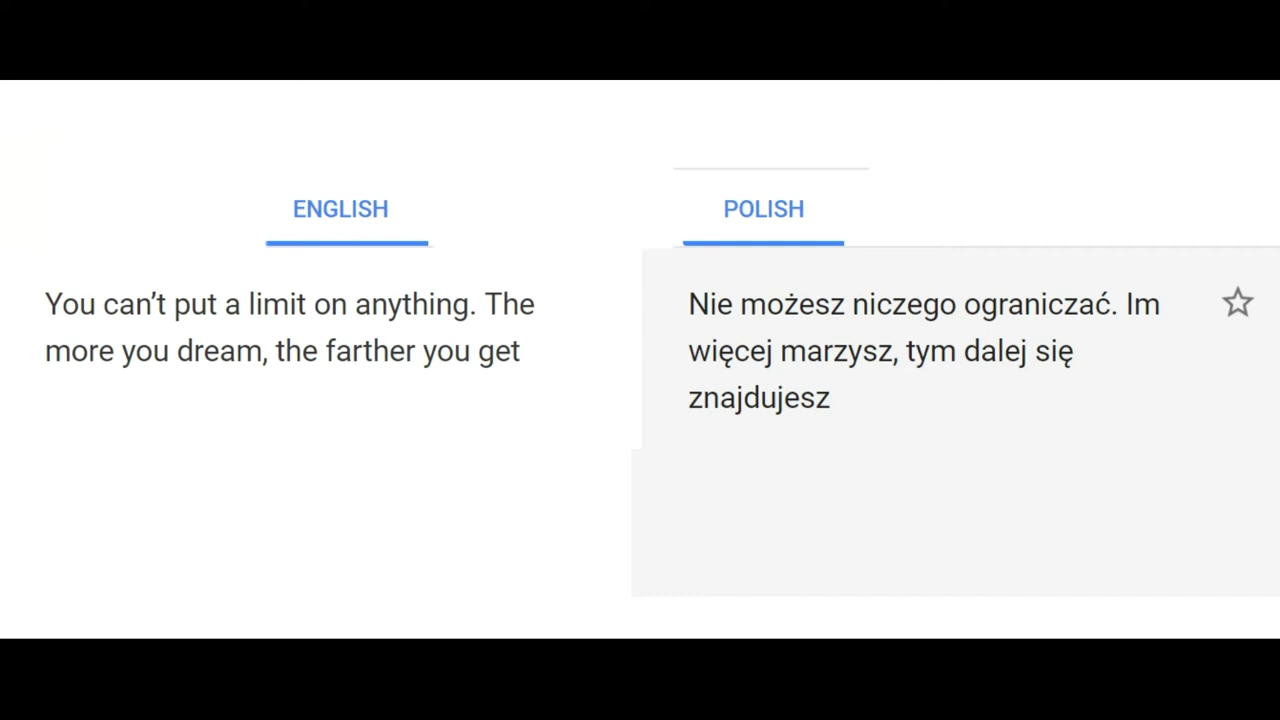 ENGLISH
POLISH
You can’t put a limit on anything. The
more you dream, the farther you get
Nie możesz niczego ograniczać. Im
więcej marzysz, tym dalej się
znajdujesz